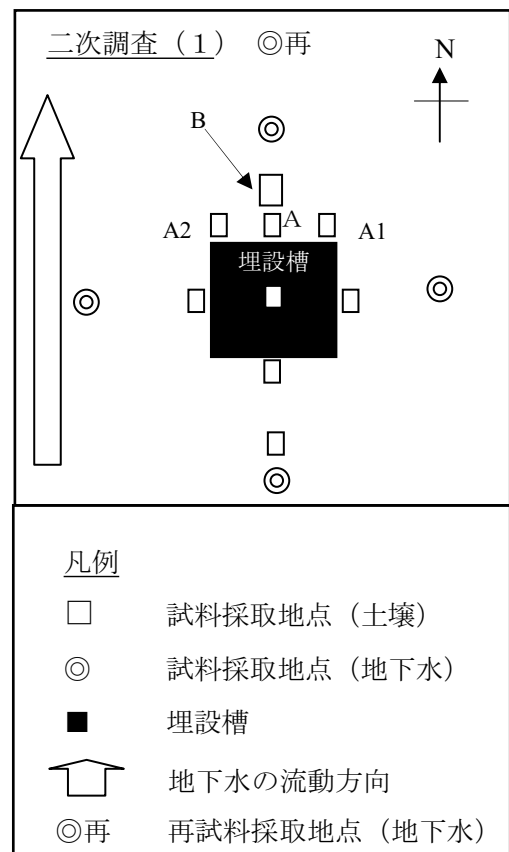 二次調査（1） ◎再
N
B
A2
A
A1
埋設槽
凡例
□ 試料採取地点（土壌）
◎ 試料採取地点（地下水）
■ 埋設槽
地下水の流動方向
◎再 再試料採取地点（地下水）